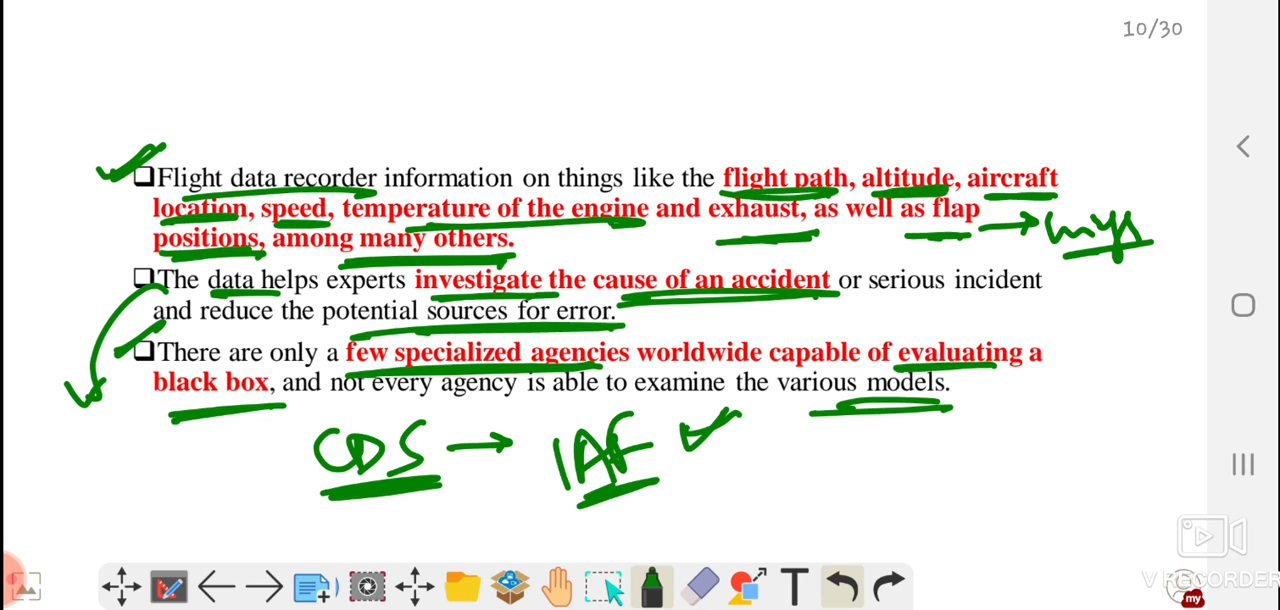 10/30
❑Flight data recorder information on things like the flight path, altitude, aircraft
location, speed, temperature of the engine and exhaust, as well as flap
positions, among many others.
❑The data helps experts investigate the cause of an accident or serious incident
and reduce the potential sources for error.
❑There are only a few specialized agencies worldwide capable of evaluating a
black box, and not every agency is able to examine the various models.
CDS → IAF
T
V RECORDER
my